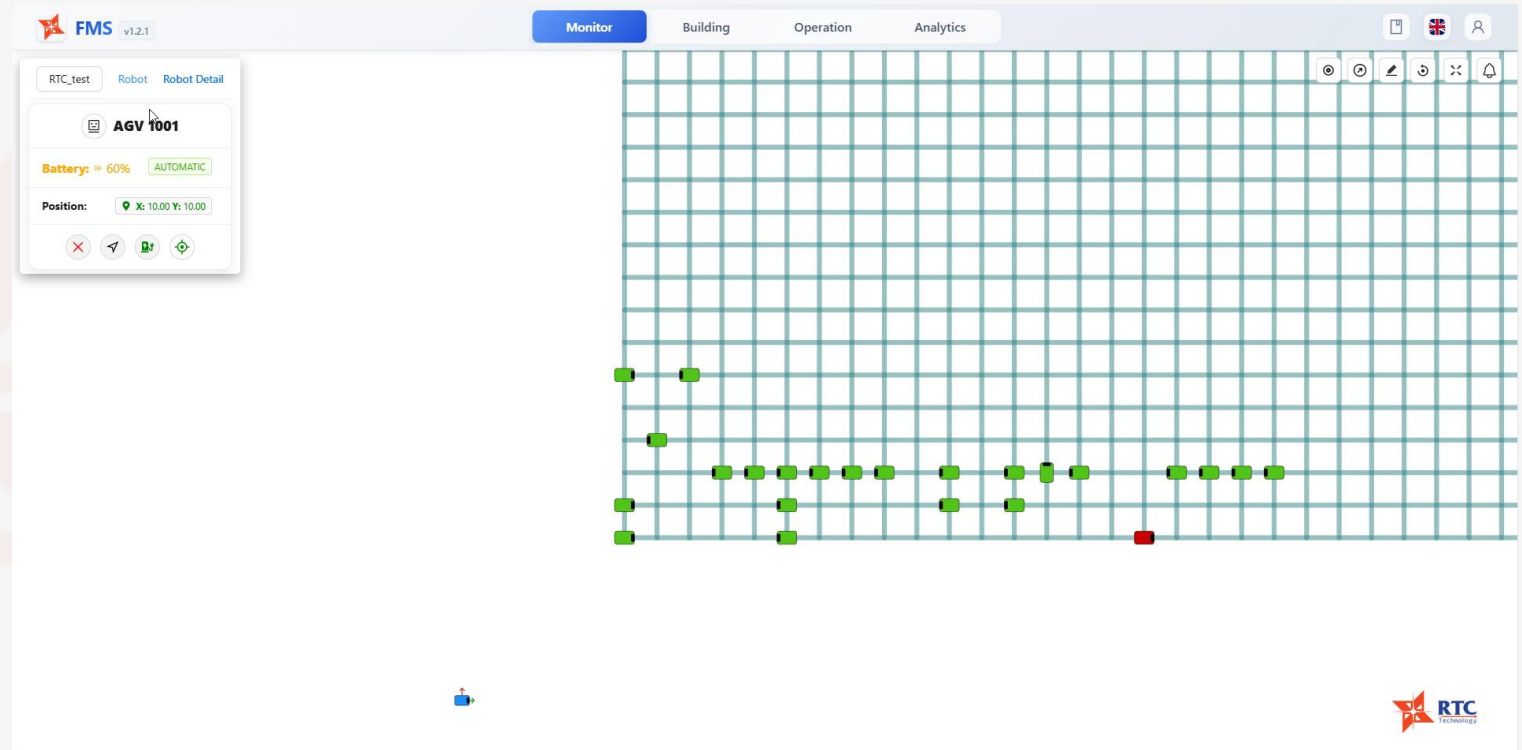 FMS v1.2.1
Monitor Building Operation Analytics
RTC_test Robot Robot Detail
AGV 1001
Battery: 60% AUTOMATIC
Position: X: 10.00 Y: 10.00
RTC
Technology